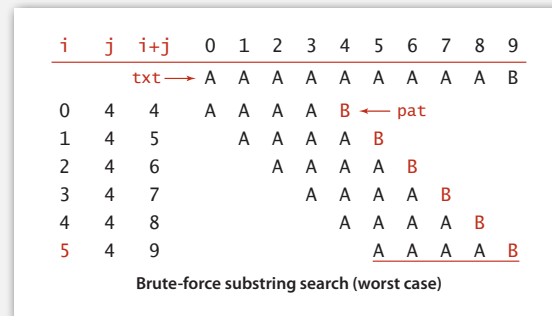 i j i+j 0 1 2 3 4 5 6 7 8 9
txt → A A A A A A A A A B
0 4 4 A A A A B ← pat
1 4 5 A A A A B
2 4 6 A A A A B
3 4 7 A A A A B
4 4 8 A A A A B
5 4 9 A A A A B
Brute-force substring search (worst case)